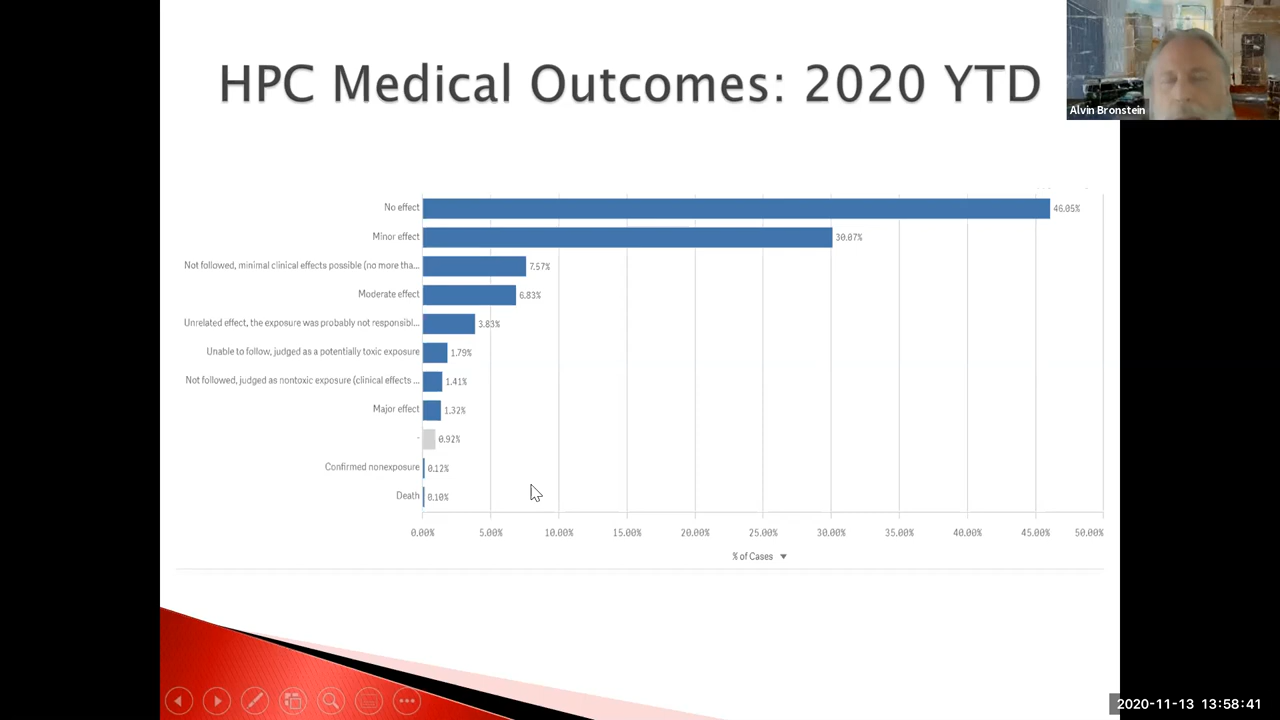 HPC Medical Outcomes: 2020 YTD
Alvin Bronstein
No effect 46.05%
Minor effect 30.07%
Not followed, minimal clinical effects possible (no more tha... 7.57%
Moderate effect 6.83%
Unrelated effect, the exposure was probably not responsibl... 3.83%
Unable to follow, judged as a potentially toxic exposure 1.79%
Not followed, judged as nontoxic exposure (clinical effects ... 1.41%
Major effect 1.32%
- 0.92%
Confirmed nonexposure 0.12%
Death 0.10%
0.00% 5.00% 10.00% 15.00% 20.00% 25.00% 30.00% 35.00% 40.00% 45.00% 50.00%
% of Cases
2020-11-13 13:58:41